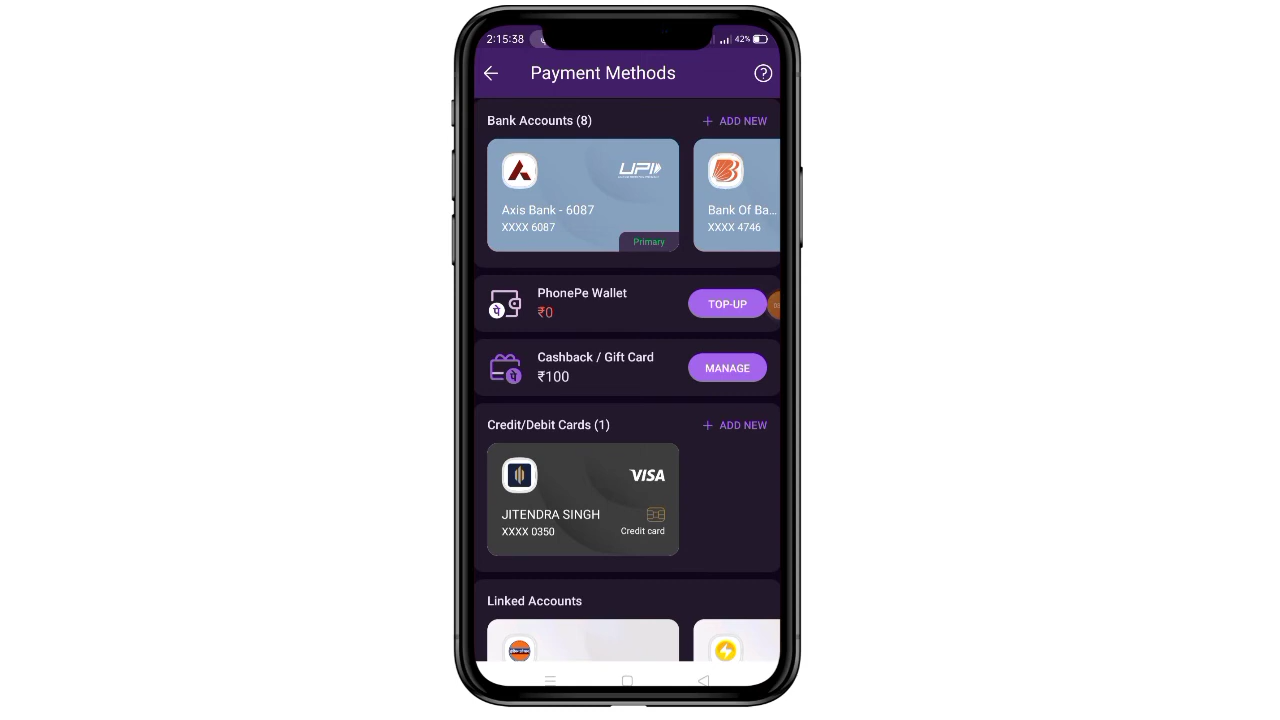 2:15:38
42%
Payment Methods
Bank Accounts (8)
+ ADD NEW
UPI
Axis Bank - 6087
XXXX 6087
Primary
Bank Of Ba...
XXXX 4746
PhonePe Wallet
₹0
TOP-UP
पे
Cashback / Gift Card
₹100
MANAGE
पे
Credit/Debit Cards (1)
+ ADD NEW
VISA
JITENDRA SINGH
XXXX 0350
Credit card
Linked Accounts